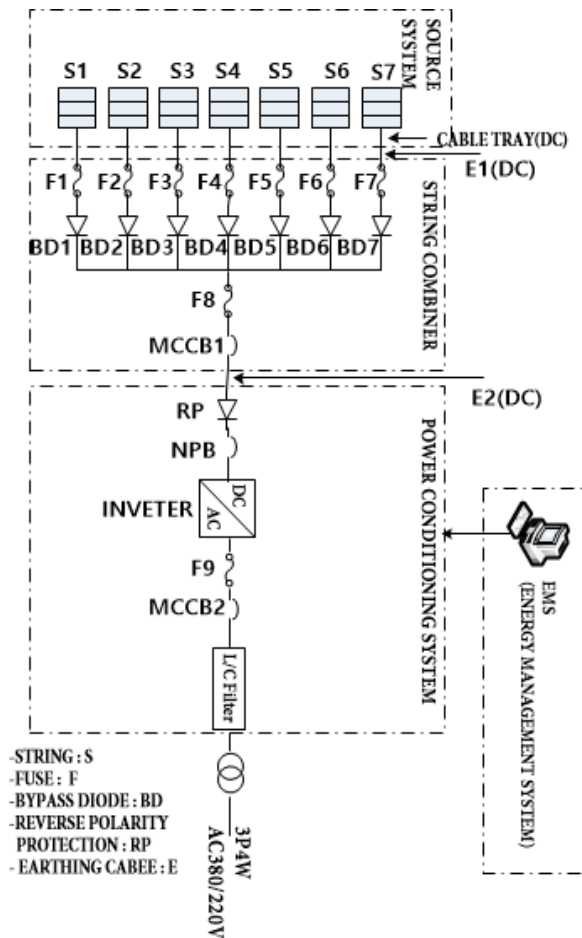 SOURCE
SYSTEM
S1 S2 S3 S4 S5 S6 S7
CABLE TRAY(DC)
E1(DC)
F1 F2 F3 F4 F5 F6 F7
BD1 BD2 BD3 BD4 BD5 BD6 BD7
STRING COMBINER
F8
MCCB1
E2(DC)
RP
NPB
INVETER
DC
AC
F9
MCCB2
L/C Filter
POWER CONDITIONING SYSTEM
EMS
(ENERGY MANAGEMENT SYSTEM)
-STRING : S
-FUSE : F
-BYPASS DIODE : BD
-REVERSE POLARITY
PROTECTION : RP
- EARTHING CABEE : E
3P4W
AC380/220V